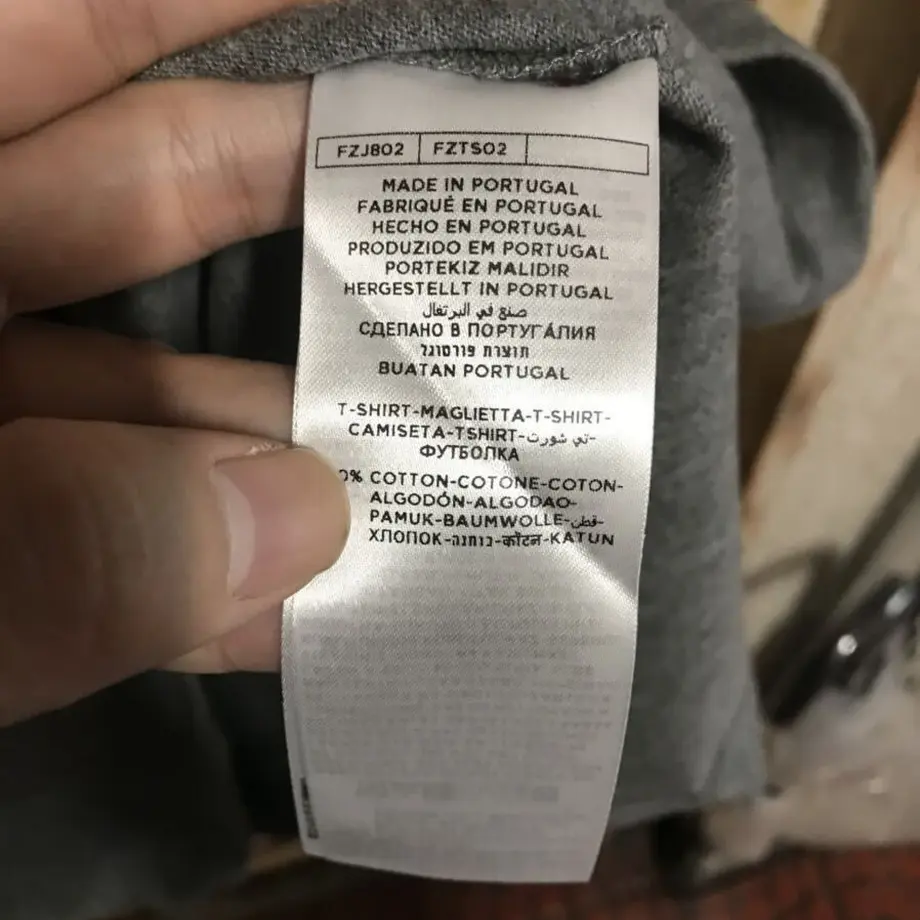 FZJ802 FZTS02
MADE IN PORTUGAL
FABRIQUÉ EN PORTUGAL
HECHO EN PORTUGAL
PRODUZIDO EM PORTUGAL
PORTEKIZ MALIDIR
HERGESTELLT IN PORTUGAL
صنع في البرتغال
СДЕЛАНО В ПОРТУГАЛИЯ
תוצרת פורטוגל
BUATAN PORTUGAL
T-SHIRT-MAGLIETTA-T-SHIRT-
CAMISETA-TSHIRT-تي شورت-
ФУТБОЛКА
% COTTON-COTONE-COTON-
ALGODÓN-ALGODAO-
PAMUK-BAUMWOLLE-قطن-
ХЛОПОК-כותנה-कॉटन-KATUN